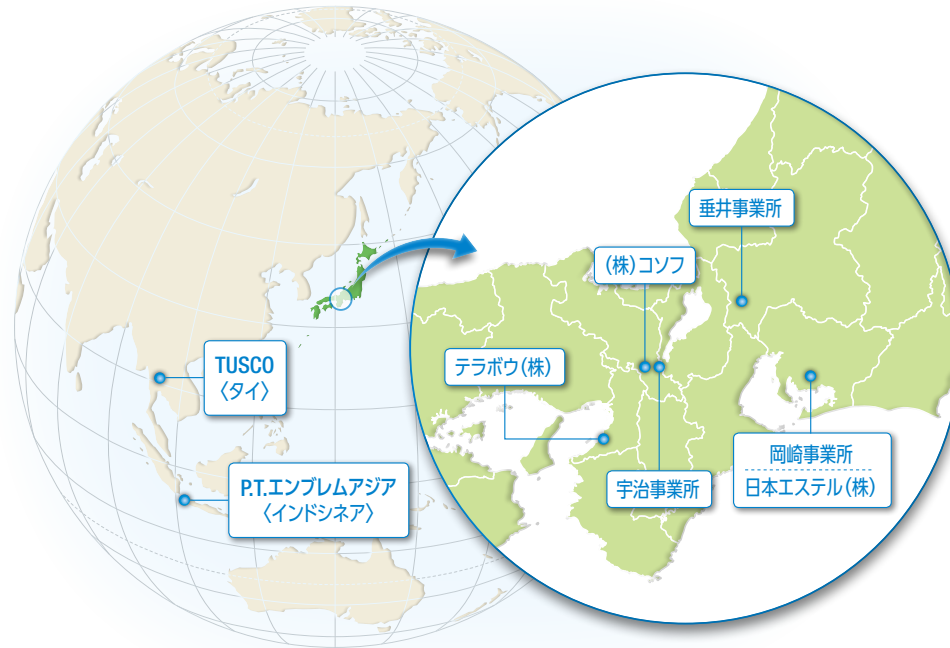 垂井事業所
(株)コソフ
テラボウ(株)
TUSCO
〈タイ〉
岡崎事業所
日本エステル(株)
宇治事業所
P.T.エンブレムアジア
〈インドシネア〉